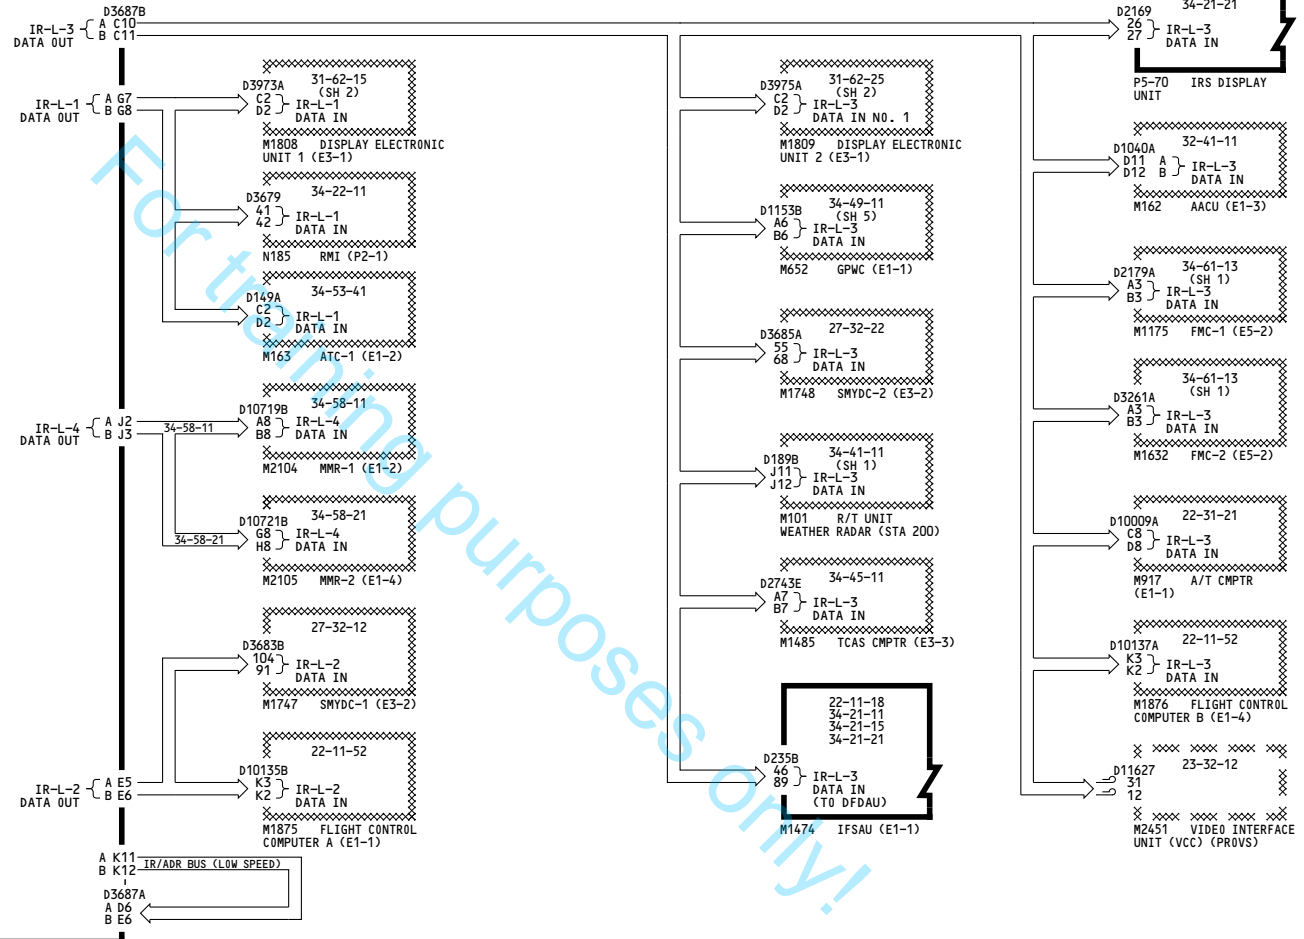 D3687B
IR-L-3
DATA OUT
A C10
B C11
IR-L-1
DATA OUT
A G7
B G8
D3973A
C2
D2
31-62-15
(SH 2)
IR-L-1
DATA IN
M1808 DISPLAY ELECTRONIC
UNIT 1 (E3-1)
D3679
41
42
34-22-11
IR-L-1
DATA IN
N185 RMI (P2-1)
D149A
C2
D2
34-53-41
IR-L-1
DATA IN
M163 ATC-1 (E1-2)
IR-L-4
DATA OUT
A J2
B J3
34-58-11
D10719B
A8
B8
34-58-11
IR-L-4
DATA IN
M2104 MMR-1 (E1-2)
34-58-21
D10721B
G8
H8
34-58-21
IR-L-4
DATA IN
M2105 MMR-2 (E1-4)
D3683B
104
91
27-32-12
IR-L-2
DATA IN
M1747 SMYDC-1 (E3-2)
IR-L-2
DATA OUT
A E5
B E6
D10135B
K3
K2
22-11-52
IR-L-2
DATA IN
M1875 FLIGHT CONTROL
COMPUTER A (E1-1)
A K11
B K12
IR/ADR BUS (LOW SPEED)
D3687A
A D6
B E6
D3975A
C2
D2
31-62-25
(SH 2)
IR-L-3
DATA IN NO. 1
M1809 DISPLAY ELECTRONIC
UNIT 2 (E3-1)
D1153B
A6
B6
34-49-11
(SH 5)
IR-L-3
DATA IN
M652 GPWC (E1-1)
D3685A
55
68
27-32-22
IR-L-3
DATA IN
M1748 SMYDC-2 (E3-2)
D189B
J11
J12
34-41-11
(SH 1)
IR-L-3
DATA IN
M101 R/T UNIT
WEATHER RADAR (STA 200)
D2743E
A7
B7
34-45-11
IR-L-3
DATA IN
M1485 TCAS CMPTR (E3-3)
D235B
46
89
22-11-18
34-21-11
34-21-15
34-21-21
IR-L-3
DATA IN
(TO DFDAU)
M1474 IFSAU (E1-1)
D2169
26
27
34-21-21
IR-L-3
DATA IN
P5-70 IRS DISPLAY
UNIT
D1040A
D11 A
D12 B
32-41-11
IR-L-3
DATA IN
M162 AACU (E1-3)
D2179A
A3
B3
34-61-13
(SH 1)
IR-L-3
DATA IN
M1175 FMC-1 (E5-2)
D3261A
A3
B3
34-61-13
(SH 1)
IR-L-3
DATA IN
M1632 FMC-2 (E5-2)
D10009A
C8
D8
22-31-21
IR-L-3
DATA IN
M917 A/T CMPTR
(E1-1)
D10137A
K3
K2
22-11-52
IR-L-3
DATA IN
M1876 FLIGHT CONTROL
COMPUTER B (E1-4)
D11627
31
12
23-32-12
M2451 VIDEO INTERFACE
UNIT (VCC) (PROVS)
For training purposes only!